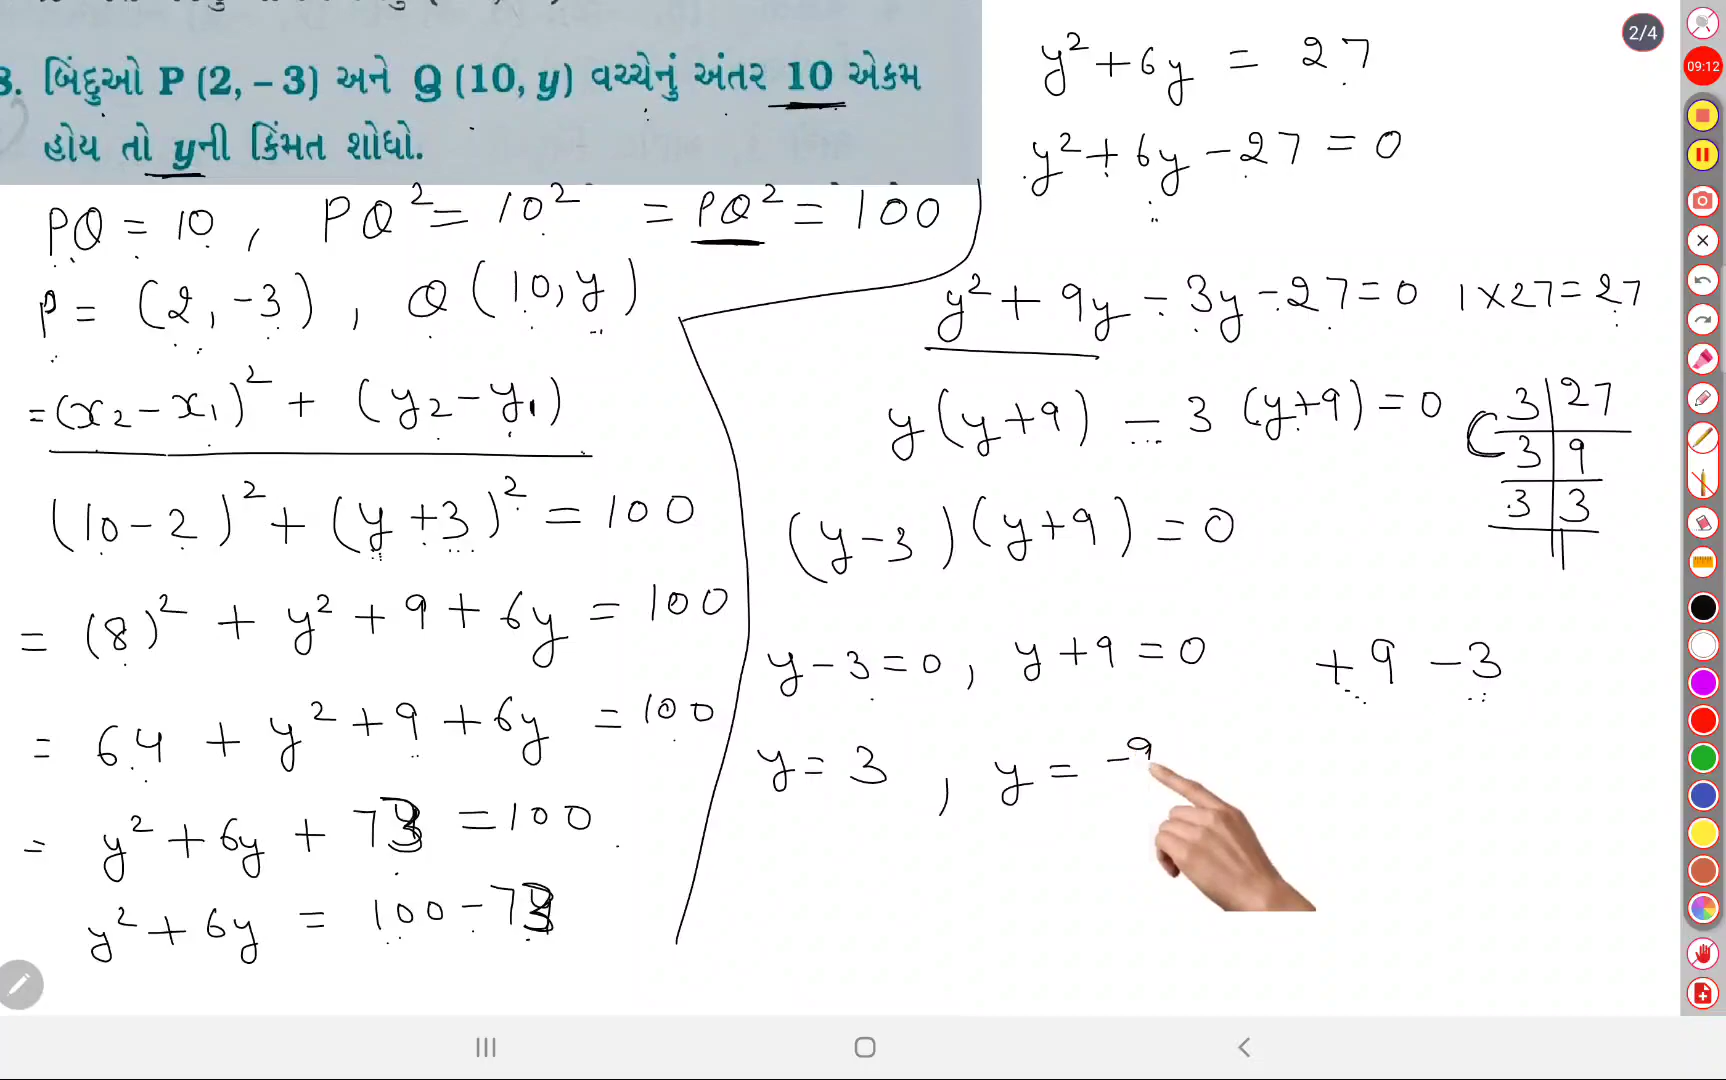 3. બિંદુઓ P (2, – 3) અને Q (10, y) વચ્ચેનું અંતર 10 એકમ
હોય તો yની કિંમત શોધો.
PQ = 10 , PQ² = 10² = PQ² = 100
P = (2, -3) , Q (10, y)
= (x₂ - x₁)² + (y₂ - y₁)
(10 - 2)² + (y + 3)² = 100
= (8)² + y² + 9 + 6y = 100
= 64 + y² + 9 + 6y = 100
= y² + 6y + 73 = 100
y² + 6y = 100 - 73
y² + 6y = 27
y² + 6y - 27 = 0
y² + 9y - 3y - 27 = 0 1 × 27 = 27
y (y + 9) - 3 (y + 9) = 0
(y - 3) (y + 9) = 0
3 | 27
3 | 9
3 | 3
1
y - 3 = 0 , y + 9 = 0 + 9 - 3
y = 3 , y = -9
2/4
09:12